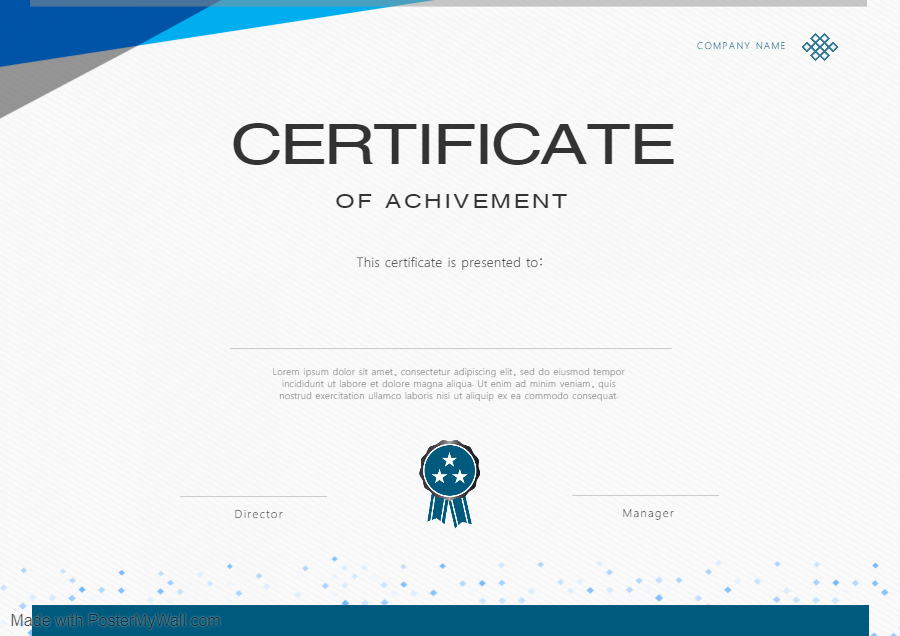 COMPANY NAME
CERTIFICATE
OF ACHIVEMENT
This certificate is presented to:
Lorem ipsum dolor sit amet, consectetur adipiscing elit, sed do eiusmod tempor
incididunt ut labore et dolore magna aliqua. Ut enim ad minim veniam, quis
nostrud exercitation ullamco laboris nisi ut aliquip ex ea commodo consequat.
Director
Manager
Made with PosterMyWall.com